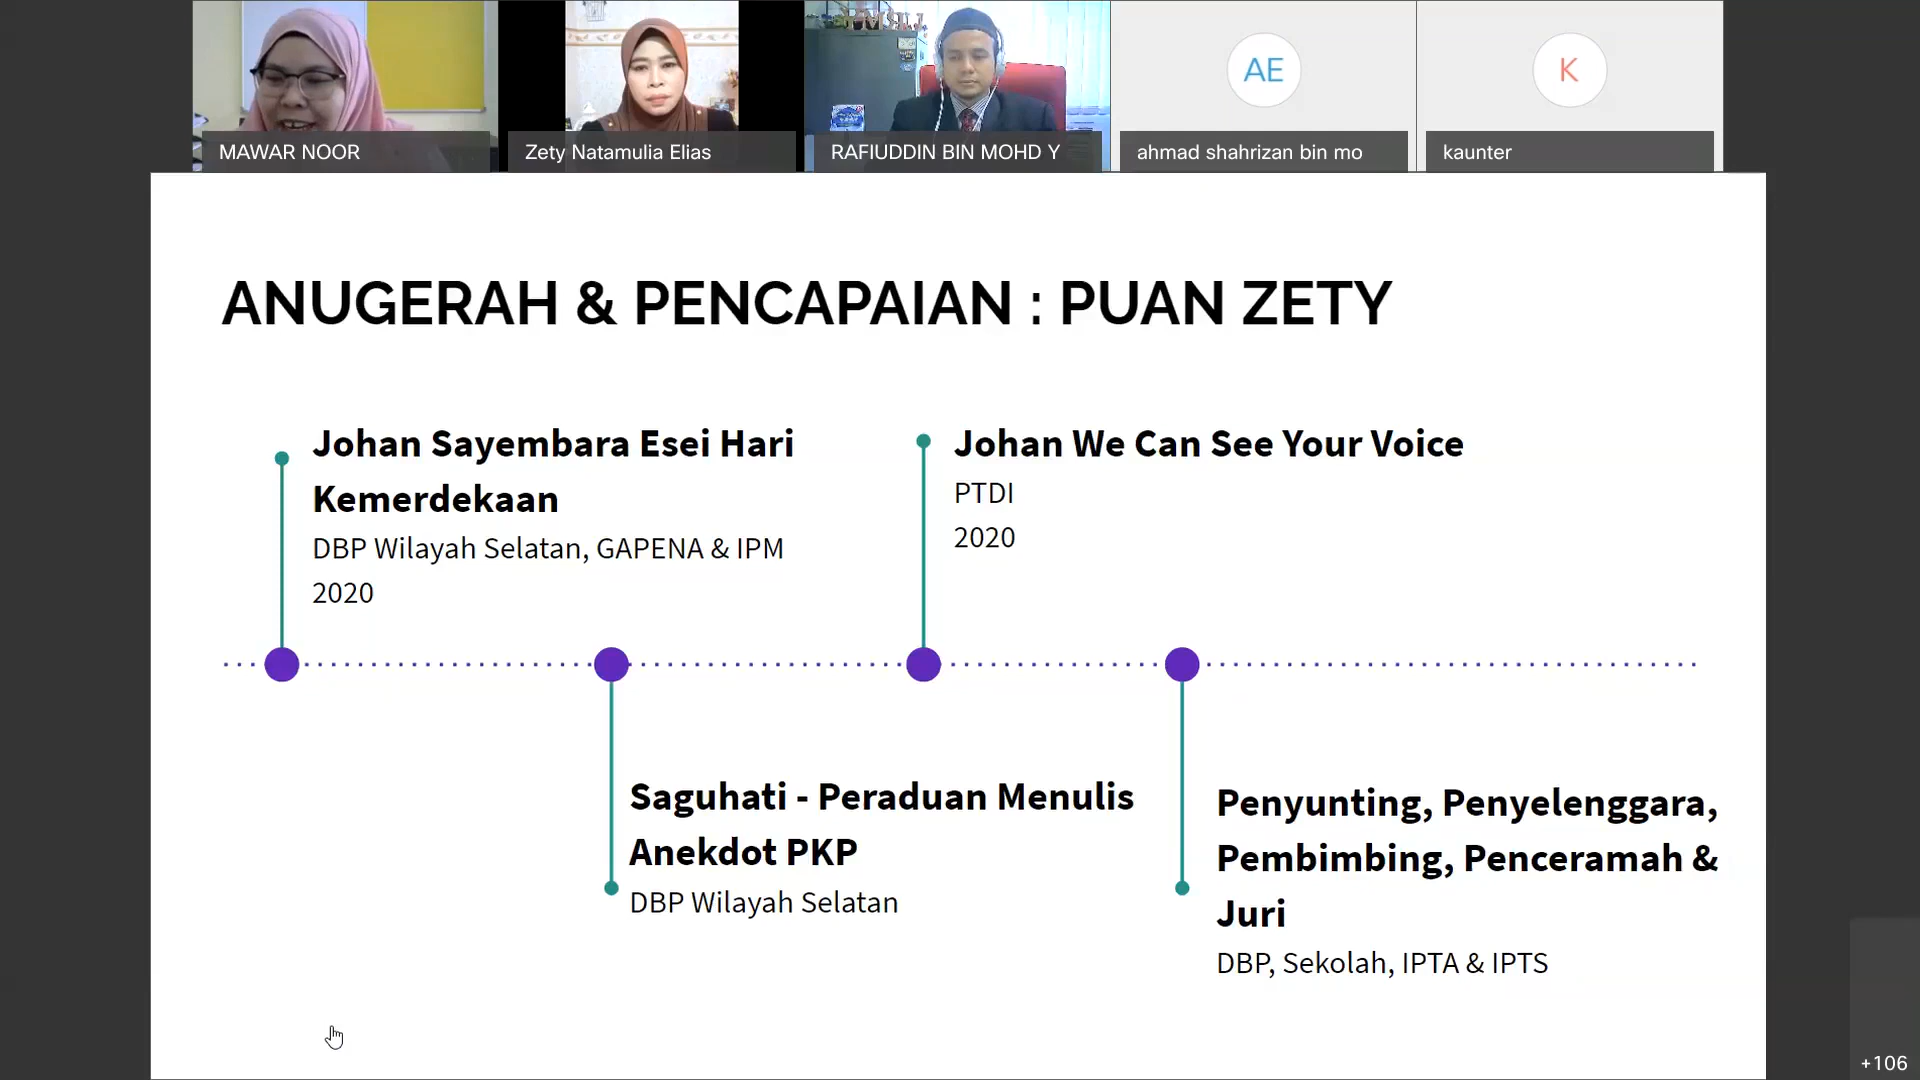 MAWAR NOOR
Zety Natamulia Elias
RAFIUDDIN BIN MOHD Y
AE
ahmad shahrizan bin mo
K
kaunter
ANUGERAH & PENCAPAIAN : PUAN ZETY
Johan Sayembara Esei Hari
Kemerdekaan
DBP Wilayah Selatan, GAPENA & IPM
2020
Johan We Can See Your Voice
PTDI
2020
Saguhati - Peraduan Menulis
Anekdot PKP
DBP Wilayah Selatan
Penyunting, Penyelenggara,
Pembimbing, Penceramah &
Juri
DBP, Sekolah, IPTA & IPTS
+106